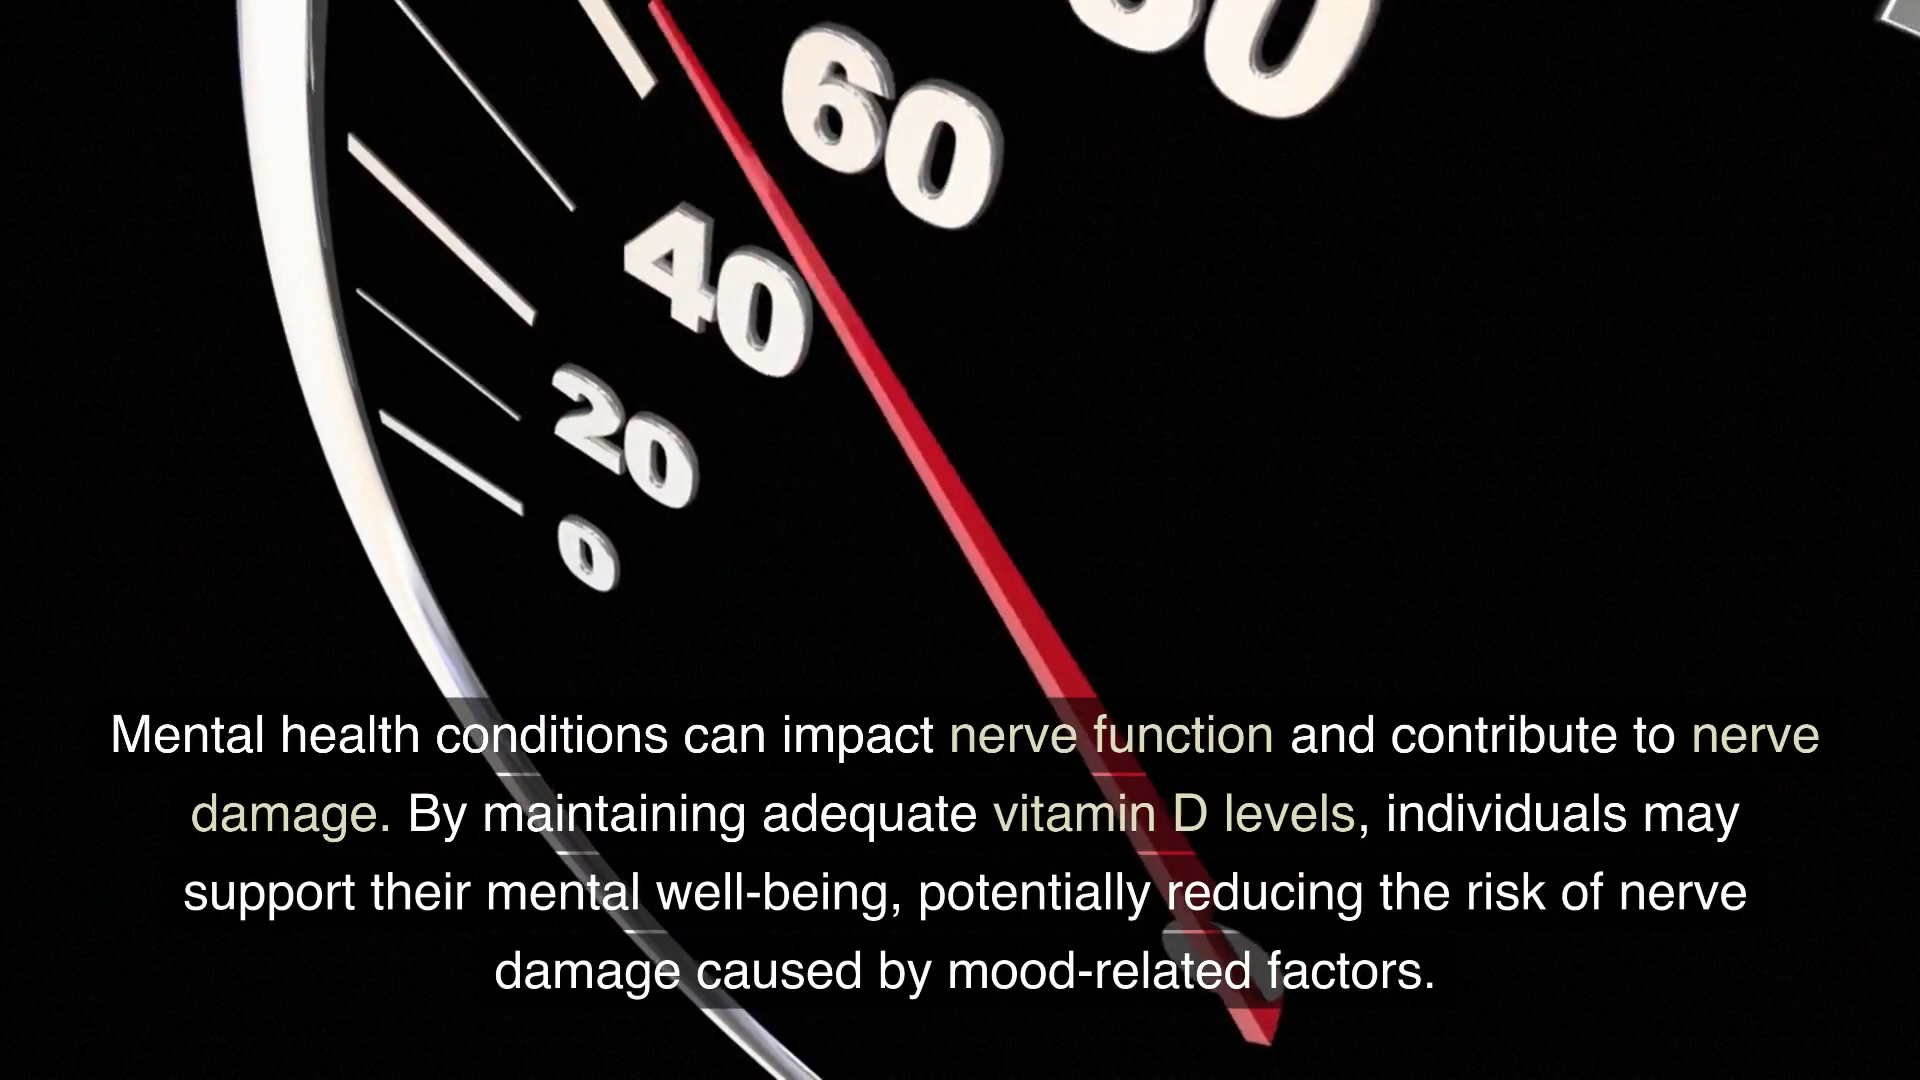 80
60
40
20
0
Mental health conditions can impact nerve function and contribute to nerve
damage. By maintaining adequate vitamin D levels, individuals may
support their mental well-being, potentially reducing the risk of nerve
damage caused by mood-related factors.